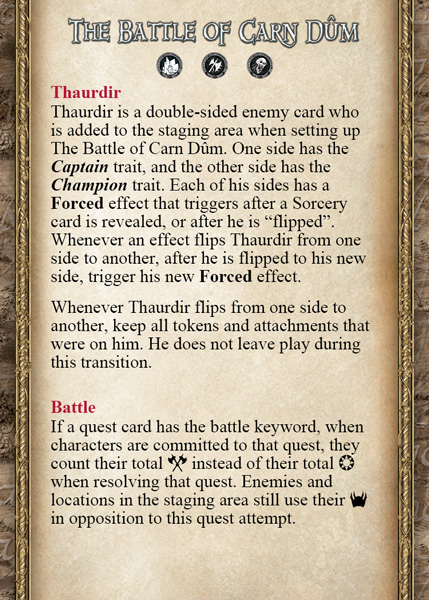 The Battle of Carn Dûm
Thaurdir
Thaurdir is a double-sided enemy card who
is added to the staging area when setting up
The Battle of Carn Dûm. One side has the
Captain trait, and the other side has the
Champion trait. Each of his sides has a
Forced effect that triggers after a Sorcery
card is revealed, or after he is “flipped”.
Whenever an effect flips Thaurdir from one
side to another, after he is flipped to his new
side, trigger his new Forced effect.
Whenever Thaurdir flips from one side to
another, keep all tokens and attachments that
were on him. He does not leave play during
this transition.
Battle
If a quest card has the battle keyword, when
characters are committed to that quest, they
count their total instead of their total
when resolving that quest. Enemies and
locations in the staging area still use their
in opposition to this quest attempt.